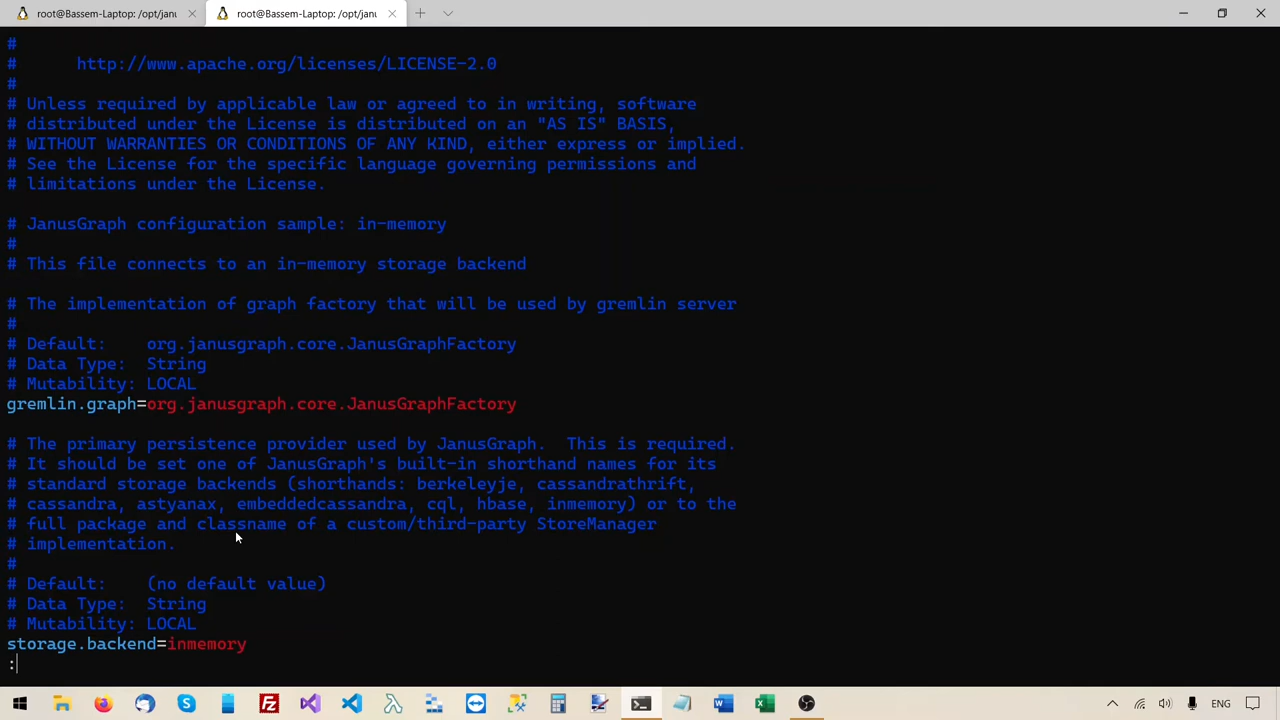 root@Bassem-Laptop: /opt/janu
root@Bassem-Laptop: /opt/janu
#
#       http://www.apache.org/licenses/LICENSE-2.0
#
# Unless required by applicable law or agreed to in writing, software
# distributed under the License is distributed on an "AS IS" BASIS,
# WITHOUT WARRANTIES OR CONDITIONS OF ANY KIND, either express or implied.
# See the License for the specific language governing permissions and
# limitations under the License.
# JanusGraph configuration sample: in-memory
#
# This file connects to an in-memory storage backend
# The implementation of graph factory that will be used by gremlin server
#
# Default:    org.janusgraph.core.JanusGraphFactory
# Data Type:  String
# Mutability: LOCAL
gremlin.graph=org.janusgraph.core.JanusGraphFactory
# The primary persistence provider used by JanusGraph.  This is required.
# It should be set one of JanusGraph's built-in shorthand names for its
# standard storage backends (shorthands: berkeleyje, cassandrathrift,
# cassandra, astyanax, embeddedcassandra, cql, hbase, inmemory) or to the
# full package and classname of a custom/third-party StoreManager
# implementation.
#
# Default:    (no default value)
# Data Type:  String
# Mutability: LOCAL
storage.backend=inmemory
:
ENG